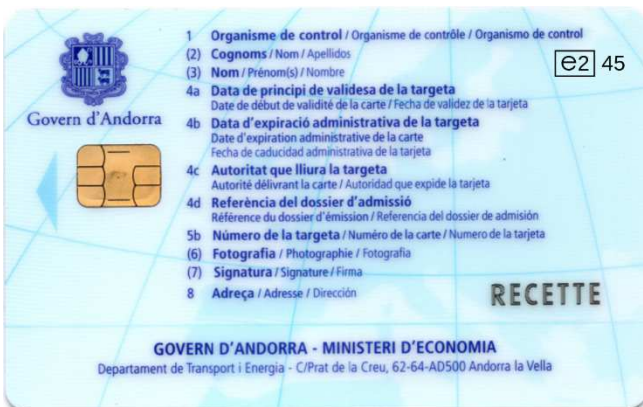 1 Organisme de control / Organisme de contrôle / Organismo de control
(2) Cognoms / Nom / Apellidos
(3) Nom / Prénom(s) / Nombre
e2 45
4a Data de principi de validesa de la targeta
Date de début de validité de la carte / Fecha de validez de la tarjeta
Govern d'Andorra
4b Data d'expiració administrativa de la targeta
Date d'expiration administrative de la carte
Fecha de caducidad administrativa de la tarjeta
4c Autoritat que lliura la targeta
Autorité délivrant la carte / Autoridad que expide la tarjeta
4d Referència del dossier d'admissió
Référence du dossier d'émission / Referencia del dossier de admisión
5b Número de la targeta / Numéro de la carte / Numero de la tarjeta
(6) Fotografia / Photographie / Fotografía
(7) Signatura / Signature / Firma
8 Adreça / Adresse / Dirección
RECETTE
GOVERN D'ANDORRA - MINISTERI D'ECONOMIA
Departament de Transport i Energia - C/Prat de la Creu, 62-64-AD500 Andorra la Vella